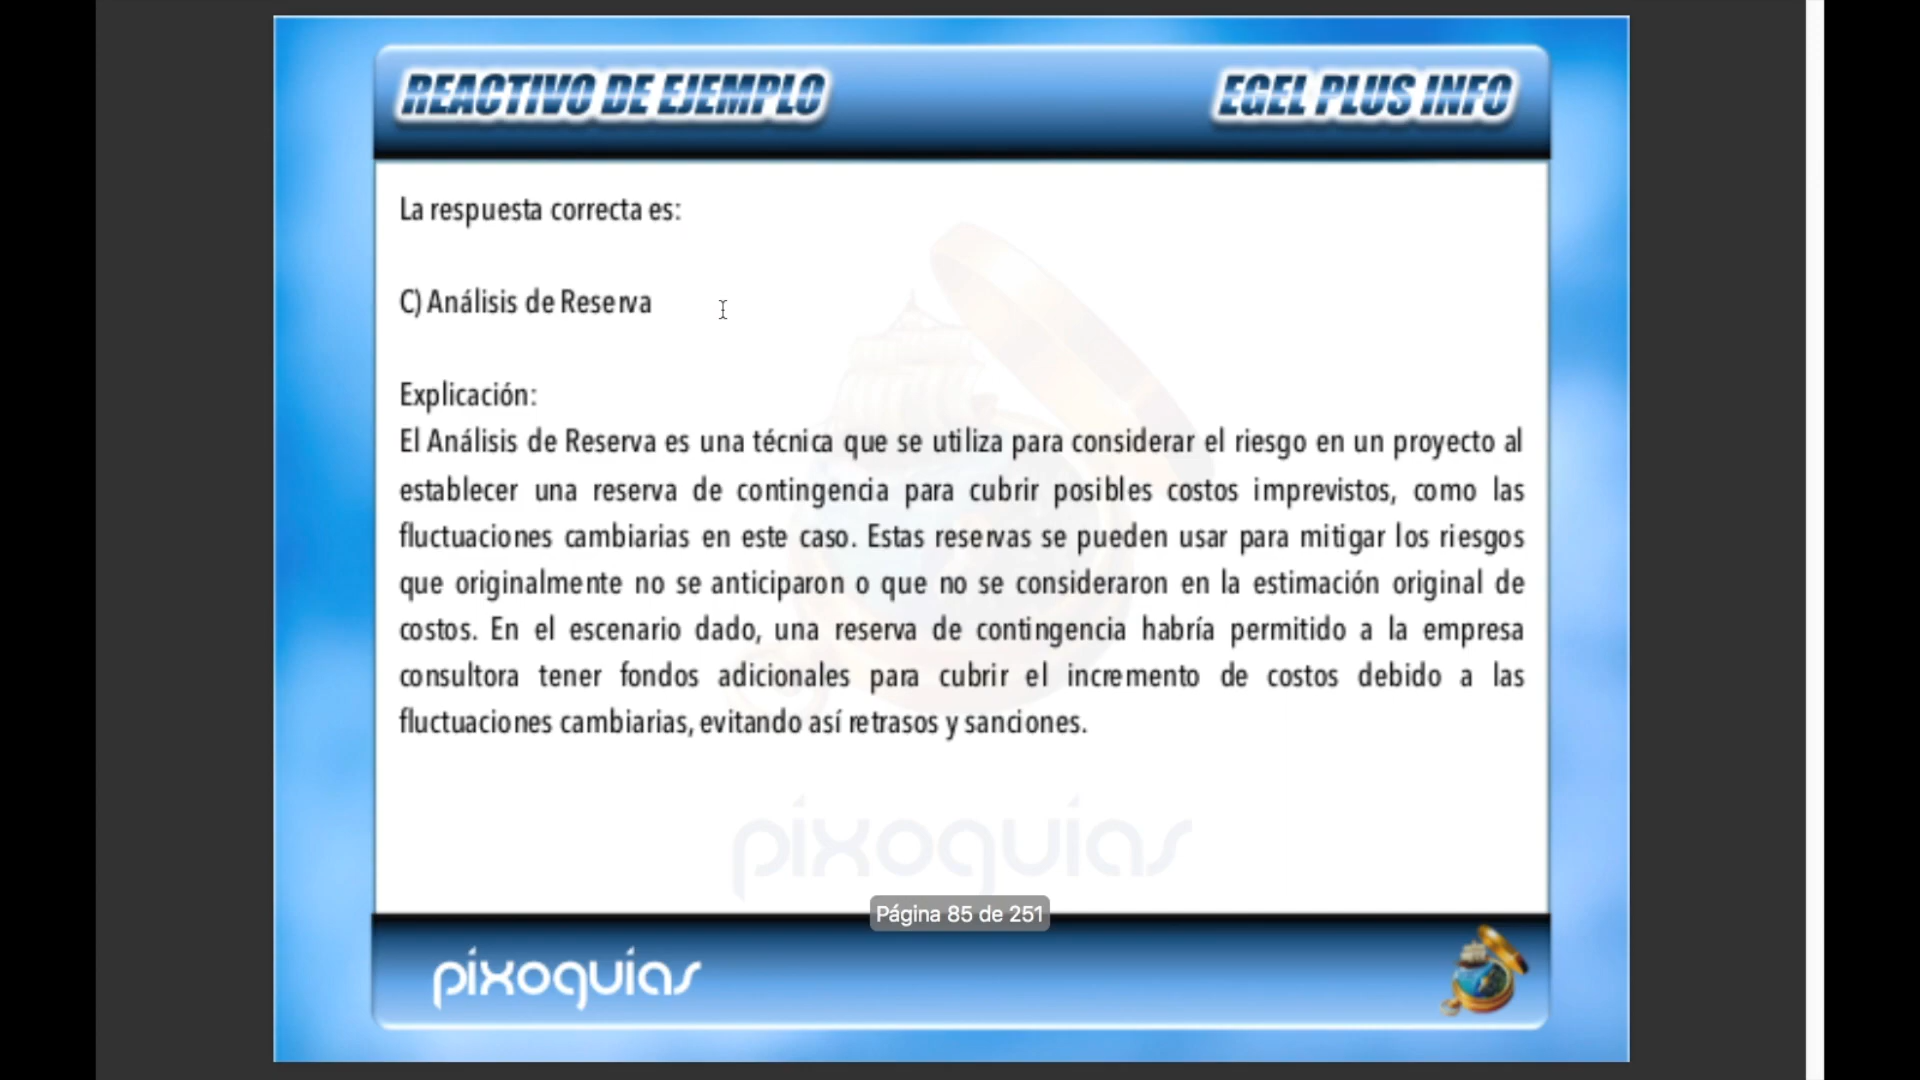 REACTIVO DE EJEMPLO
EGEL PLUS INFO
La respuesta correcta es:
C) Análisis de Reserva
Explicación:
El Análisis de Reserva es una técnica que se utiliza para considerar el riesgo en un proyecto al
establecer una reserva de contingencia para cubrir posibles costos imprevistos, como las
fluctuaciones cambiarias en este caso. Estas reservas se pueden usar para mitigar los riesgos
que originalmente no se anticiparon o que no se consideraron en la estimación original de
costos. En el escenario dado, una reserva de contingencia habría permitido a la empresa
consultora tener fondos adicionales para cubrir el incremento de costos debido a las
fluctuaciones cambiarias, evitando así retrasos y sanciones.
pixoguías
Página 85 de 251
pixoguías